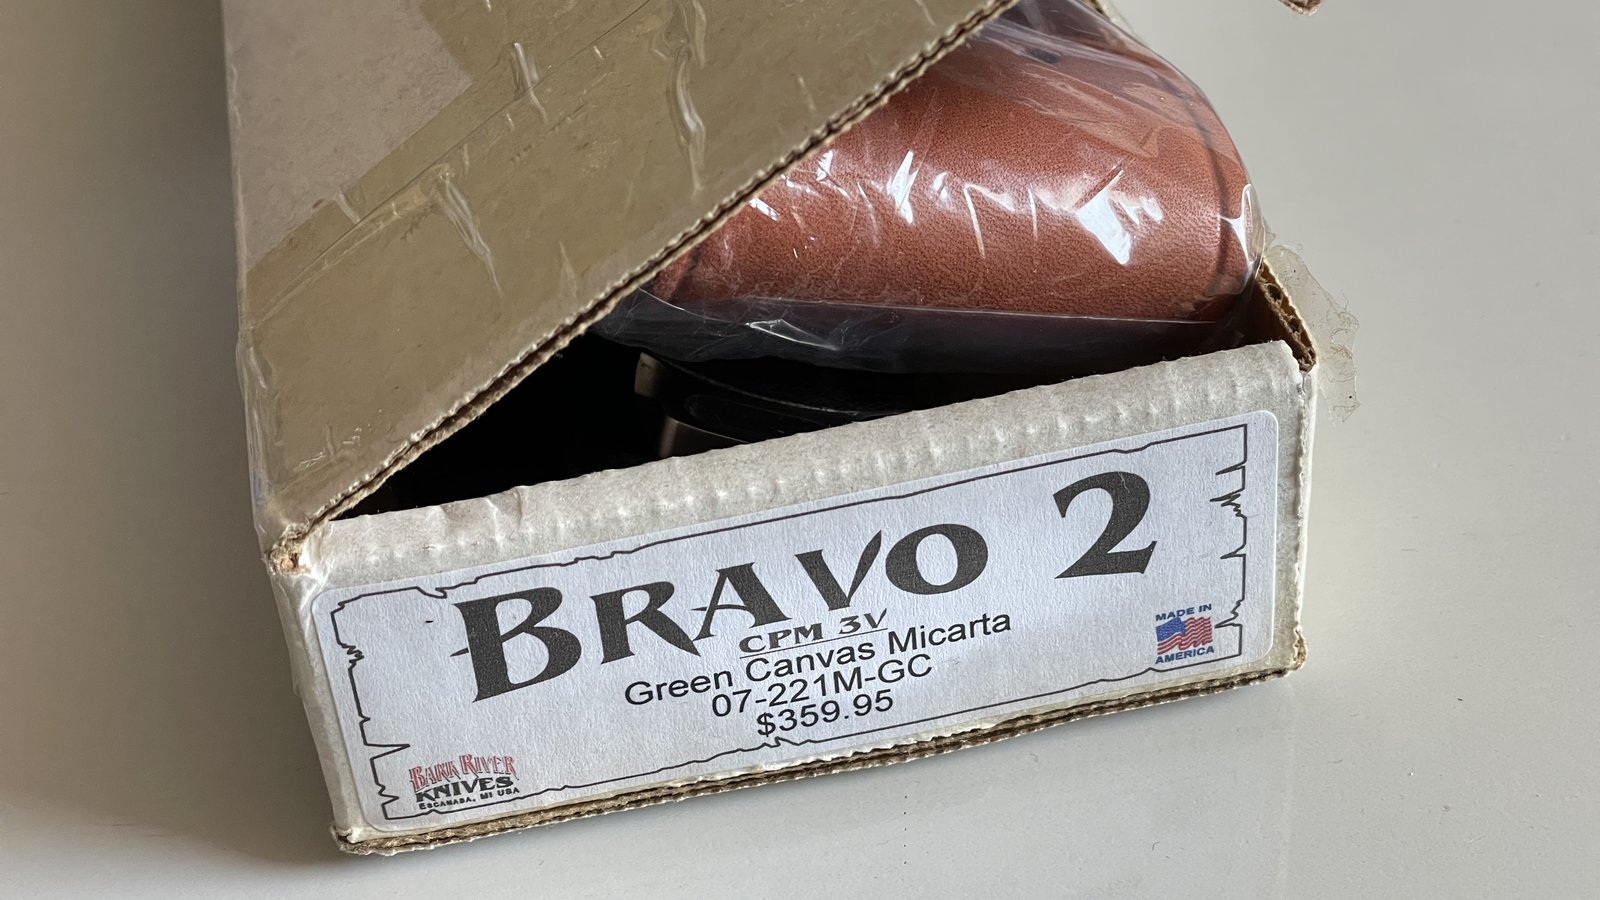 BRAVO 2
CPM 3V
Green Canvas Micarta
07-221M-GC
$359.95
MADE IN
AMERICA
BARK RIVER
KNIVES
ESCANABA, MI USA